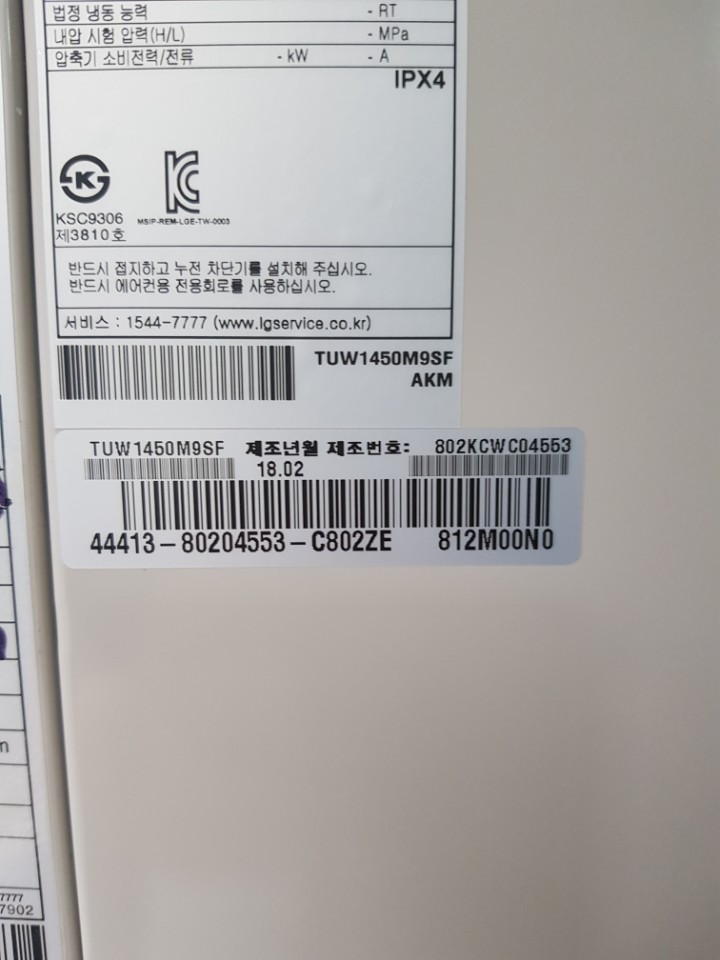 법정 냉동 능력 - RT
내압 시험 압력(H/L) - MPa
압축기 소비전력/전류 - kW - A
IPX4
KSC9306
제3810호
MSIP-REM-LGE-TW-0003
반드시 접지하고 누전 차단기를 설치해 주십시오.
반드시 에어컨용 전용회로를 사용하십시오.
서비스 : 1544-7777 (www.lgservice.co.kr)
TUW1450M9SF
AKM
TUW1450M9SF 제조년월 제조번호: 802KCWC04553
18.02
44413-80204553-C802ZE 812M00N0
7777
7902